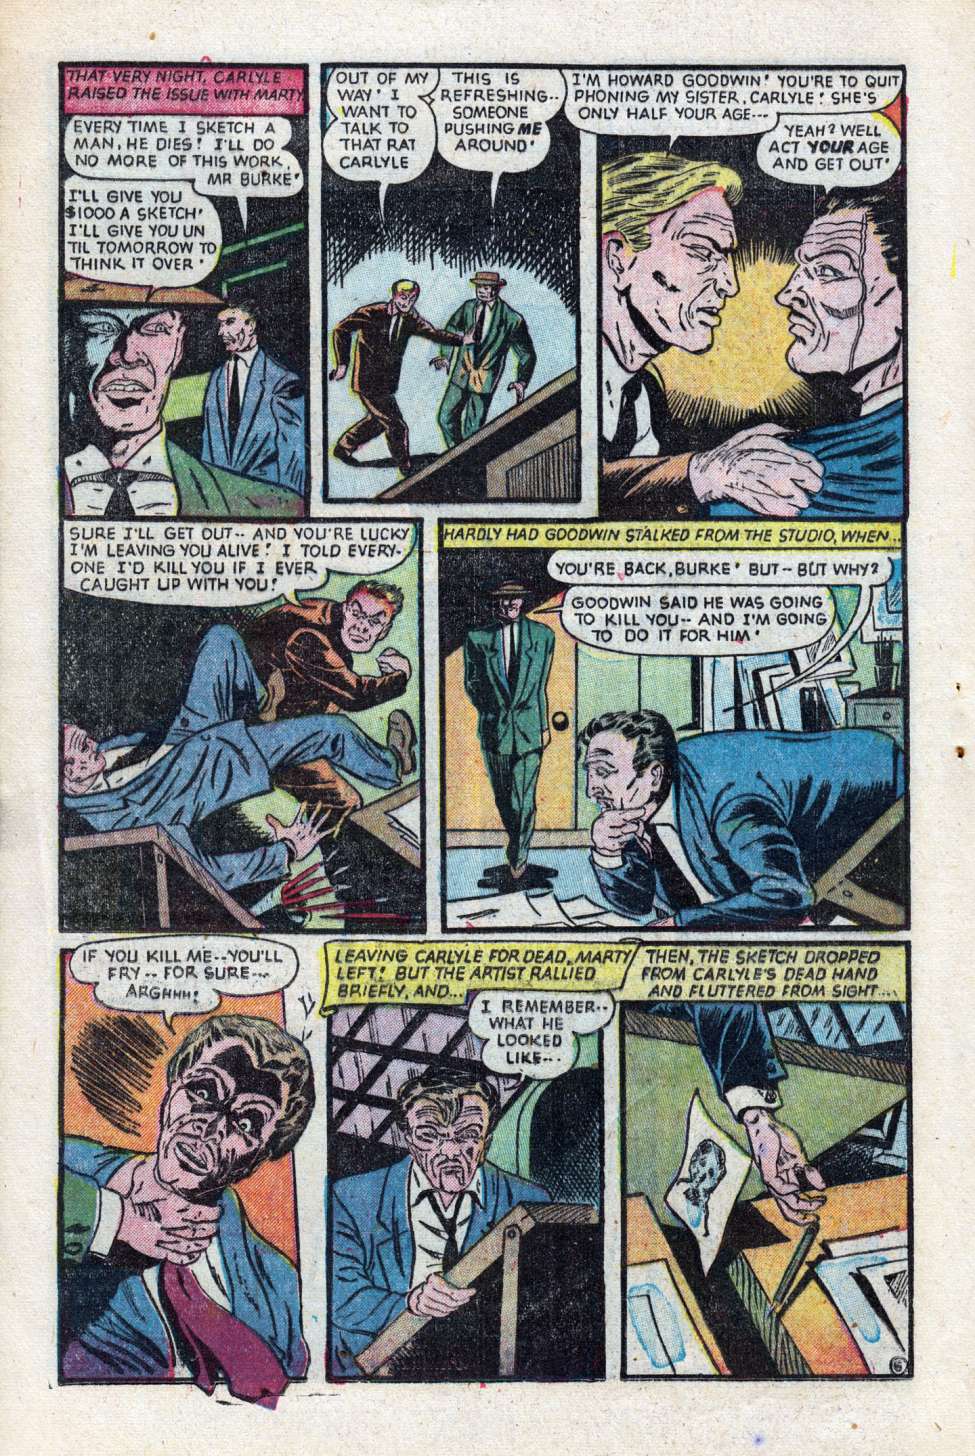 THAT VERY NIGHT, CARLYLE
RAISED THE ISSUE WITH MARTY.
EVERY TIME I SKETCH A
MAN, HE DIES! I'LL DO
NO MORE OF THIS WORK,
MR BURKE!
I'LL GIVE YOU
$1000 A SKETCH!
I'LL GIVE YOU UN
TIL TOMORROW TO
THINK IT OVER!
OUT OF MY
WAY! I
WANT TO
TALK TO
THAT RAT
CARLYLE
THIS IS
REFRESHING--
SOMEONE
PUSHING ME
AROUND!
I'M HOWARD GOODWIN! YOU'RE TO QUIT
PHONING MY SISTER, CARLYLE! SHE'S
ONLY HALF YOUR AGE---
YEAH? WELL
ACT YOUR AGE
AND GET OUT!
SURE I'LL GET OUT-- AND YOU'RE LUCKY
I'M LEAVING YOU ALIVE! I TOLD EVERY-
ONE I'D KILL YOU IF I EVER
CAUGHT UP WITH YOU!
HARDLY HAD GOODWIN STALKED FROM THE STUDIO, WHEN...
YOU'RE BACK, BURKE! BUT--BUT WHY?
GOODWIN SAID HE WAS GOING
TO KILL YOU-- AND I'M GOING
TO DO IT FOR HIM!
IF YOU KILL ME--YOU'LL
FRY-- FOR SURE---
ARGHHH!
LEAVING CARLYLE FOR DEAD, MARTY
LEFT! BUT THE ARTIST RALLIED
BRIEFLY, AND...
I REMEMBER--
WHAT HE
LOOKED
LIKE---
THEN, THE SKETCH DROPPED
FROM CARLYLE'S DEAD HAND
AND FLUTTERED FROM SIGHT...